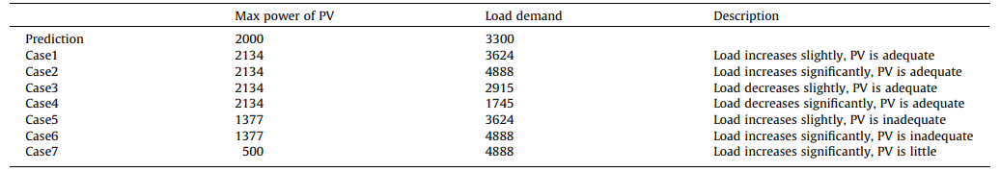 Max power of PV Load demand Description
Prediction 2000 3300
Case1 2134 3624 Load increases slightly, PV is adequate
Case2 2134 4888 Load increases significantly, PV is adequate
Case3 2134 2915 Load decreases slightly, PV is adequate
Case4 2134 1745 Load decreases significantly, PV is adequate
Case5 1377 3624 Load increases slightly, PV is inadequate
Case6 1377 4888 Load increases significantly, PV is inadequate
Case7 500 4888 Load increases significantly, PV is little